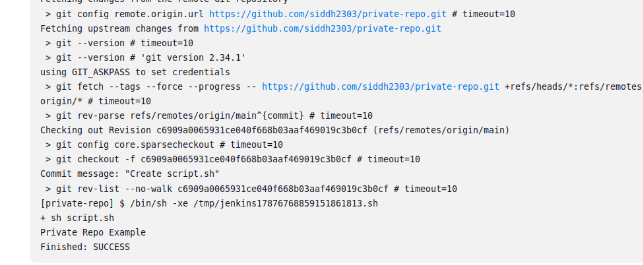 Fetching changes from the remote Git repository
> git config remote.origin.url https://github.com/siddh2303/private-repo.git # timeout=10
Fetching upstream changes from https://github.com/siddh2303/private-repo.git
> git --version # timeout=10
> git --version # 'git version 2.34.1'
using GIT_ASKPASS to set credentials
> git fetch --tags --force --progress -- https://github.com/siddh2303/private-repo.git +refs/heads/*:refs/remotes
origin/* # timeout=10
> git rev-parse refs/remotes/origin/main^{commit} # timeout=10
Checking out Revision c6909a0065931ce040f668b03aaf469019c3b0cf (refs/remotes/origin/main)
> git config core.sparsecheckout # timeout=10
> git checkout -f c6909a0065931ce040f668b03aaf469019c3b0cf # timeout=10
Commit message: "Create script.sh"
> git rev-list --no-walk c6909a0065931ce040f668b03aaf469019c3b0cf # timeout=10
[private-repo] $ /bin/sh -xe /tmp/jenkins17876768859151861813.sh
+ sh script.sh
Private Repo Example
Finished: SUCCESS